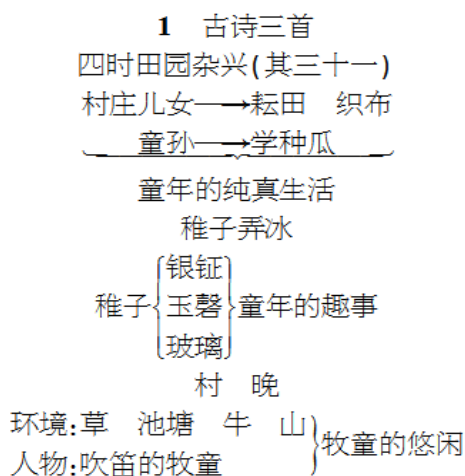 1 古诗三首
四时田园杂兴(其三十一)
村庄儿女→耘田 织布
童孙→学种瓜
童年的纯真生活
稚子弄冰
银钲
稚子 玉磬 童年的趣事
玻璃
村 晚
环境:草 池塘 牛 山
牧童的悠闲
人物:吹笛的牧童